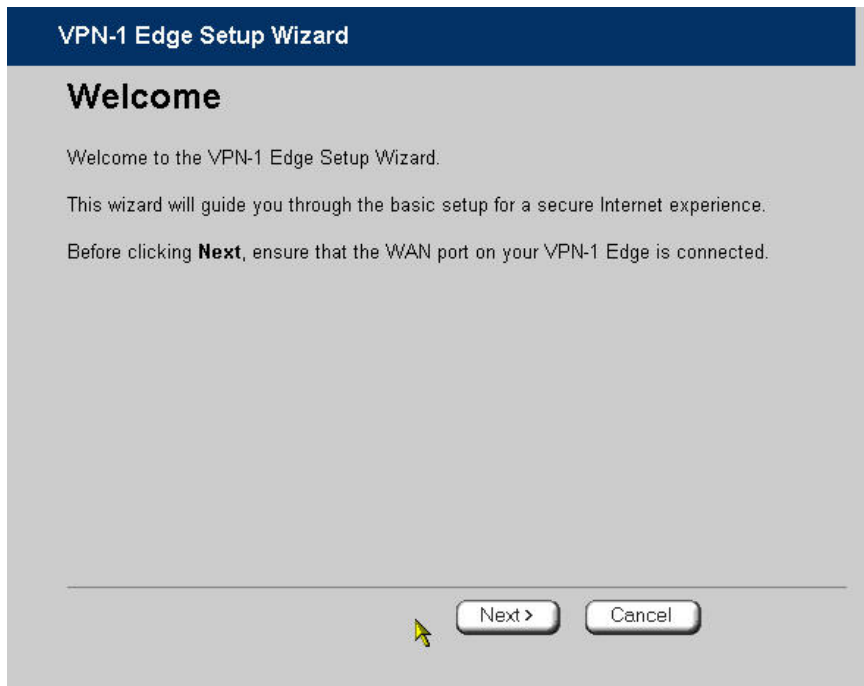 VPN-1 Edge Setup Wizard
Welcome
Welcome to the VPN-1 Edge Setup Wizard.
This wizard will guide you through the basic setup for a secure Internet experience.
Before clicking Next, ensure that the WAN port on your VPN-1 Edge is connected.
Next >
Cancel